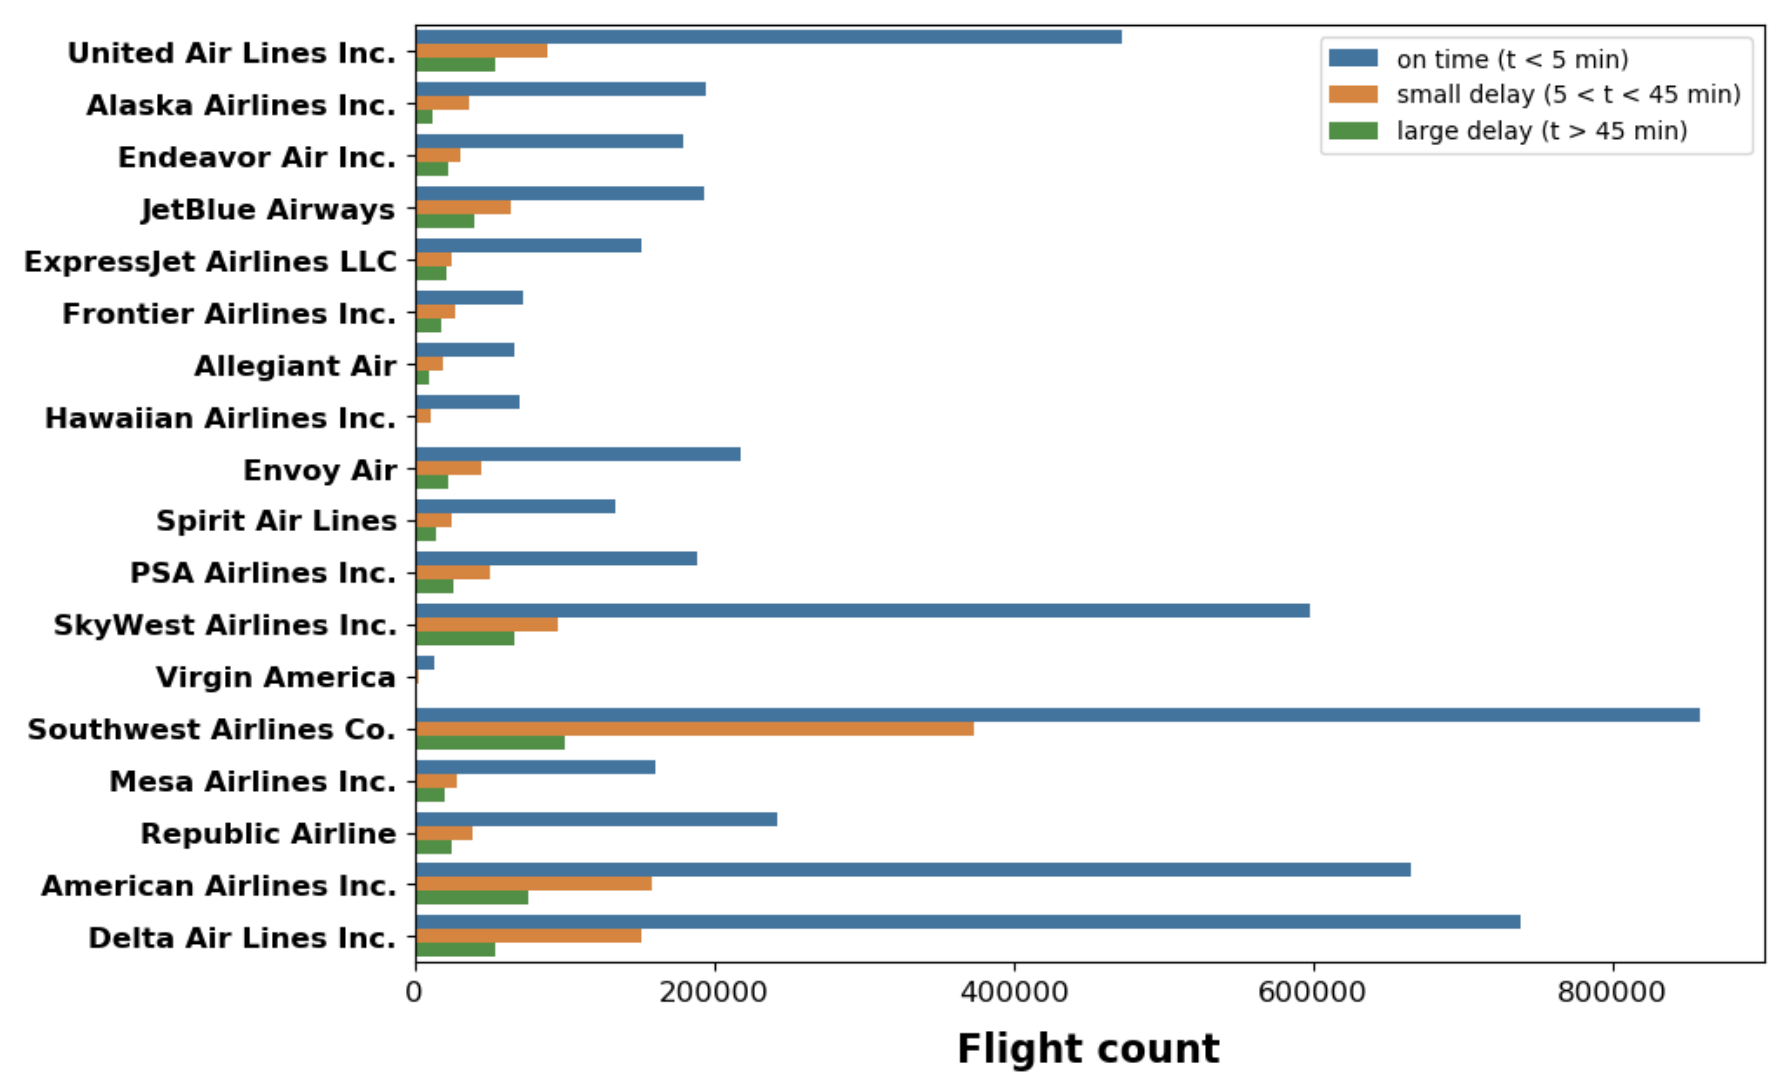 United Air Lines Inc.
Alaska Airlines Inc.
Endeavor Air Inc.
JetBlue Airways
ExpressJet Airlines LLC
Frontier Airlines Inc.
Allegiant Air
Hawaiian Airlines Inc.
Envoy Air
Spirit Air Lines
PSA Airlines Inc.
SkyWest Airlines Inc.
Virgin America
Southwest Airlines Co.
Mesa Airlines Inc.
Republic Airline
American Airlines Inc.
Delta Air Lines Inc.
on time (t < 5 min)
small delay (5 < t < 45 min)
large delay (t > 45 min)
0 200000 400000 600000 800000
Flight count